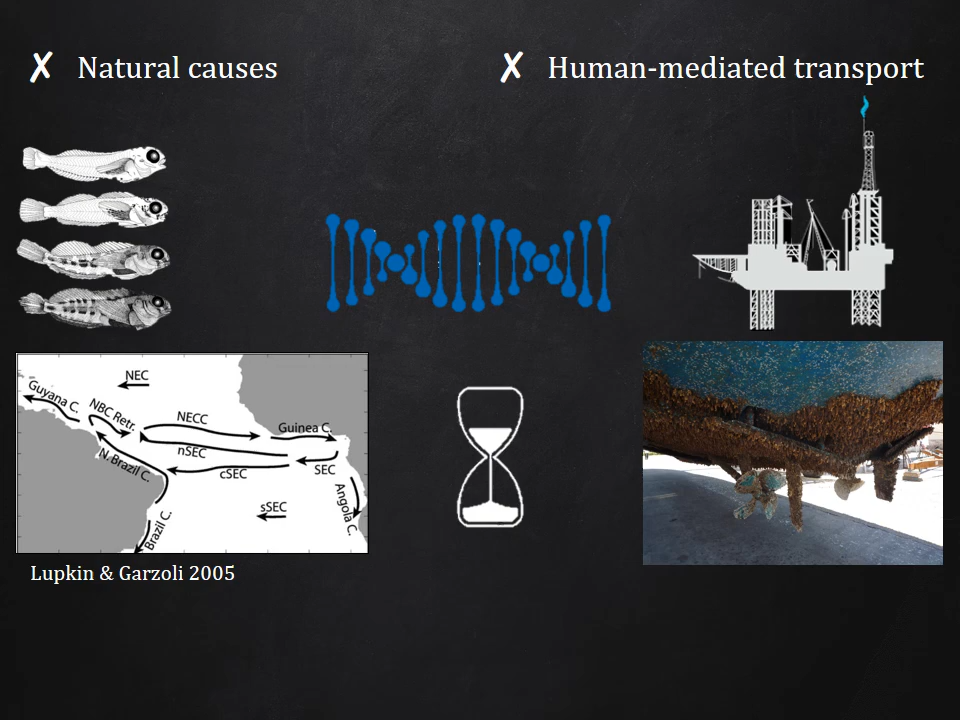 ✗ Natural causes
✗ Human-mediated transport
NEC
Guyana C.
NBC Retr.
NECC
Guinea C.
nSEC
N. Brazil C.
cSEC
SEC
Angola C.
sSEC
Brazil C.
Lupkin & Garzoli 2005